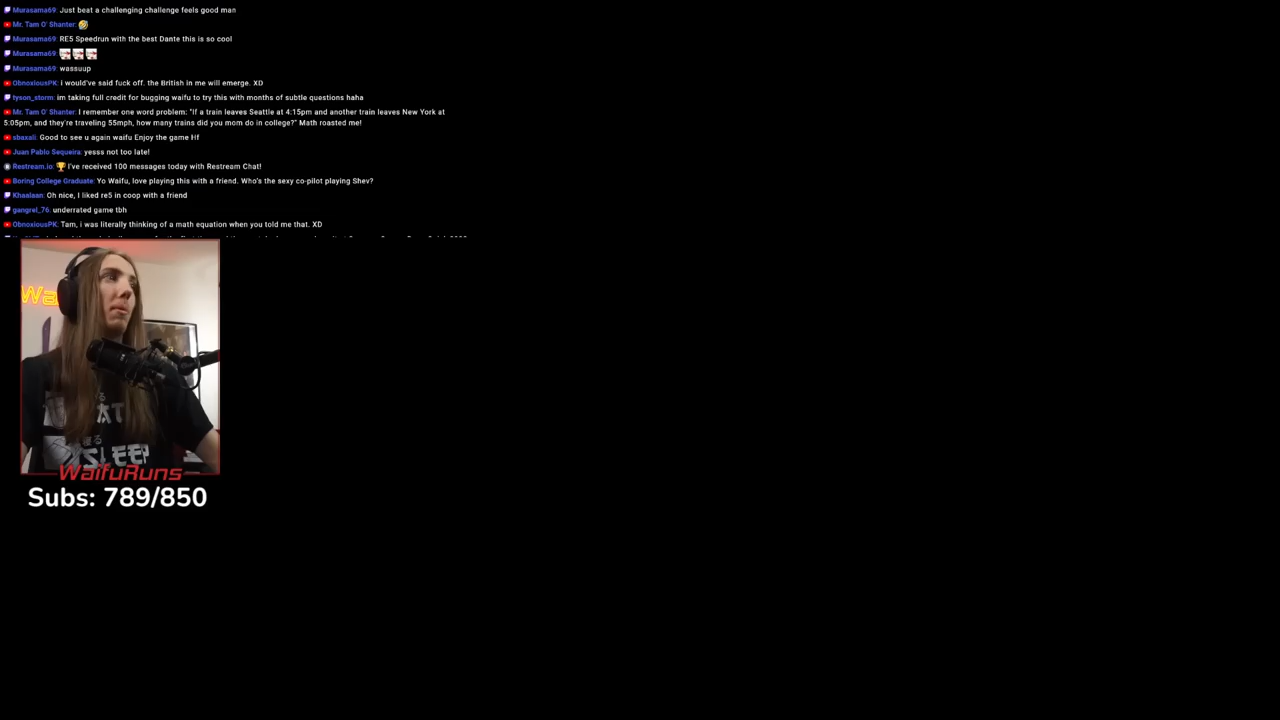 Murasama69: Just beat a challenging challenge feels good man
Mr. Tam O' Shanter: 🤣
Murasama69: RE5 Speedrun with the best Dante this is so cool
Murasama69:
Murasama69: wassuup
ObnoxiousPK: i would've said fuck off. the British in me will emerge. XD
tyson_storm: im taking full credit for bugging waifu to try this with months of subtle questions haha
Mr. Tam O' Shanter: I remember one word problem: "If a train leaves Seattle at 4:15pm and another train leaves New York at
5:05pm, and they're traveling 55mph, how many trains did you mom do in college?" Math roasted me!
sbaxali: Good to see u again waifu Enjoy the game Hf
Juan Pablo Sequeira: yesss not too late!
Restream.io: 🏆 I've received 100 messages today with Restream Chat!
Boring College Graduate: Yo Waifu, love playing this with a friend. Who's the sexy co-pilot playing Shev?
Khaslaan: Oh nice, I liked re5 in coop with a friend
gangrel_76: underrated game tbh
ObnoxiousPK: Tam, i was literally thinking of a math equation when you told me that. XD
Wa
EAT
SLEEP
WaifuRuns
Subs: 789/850